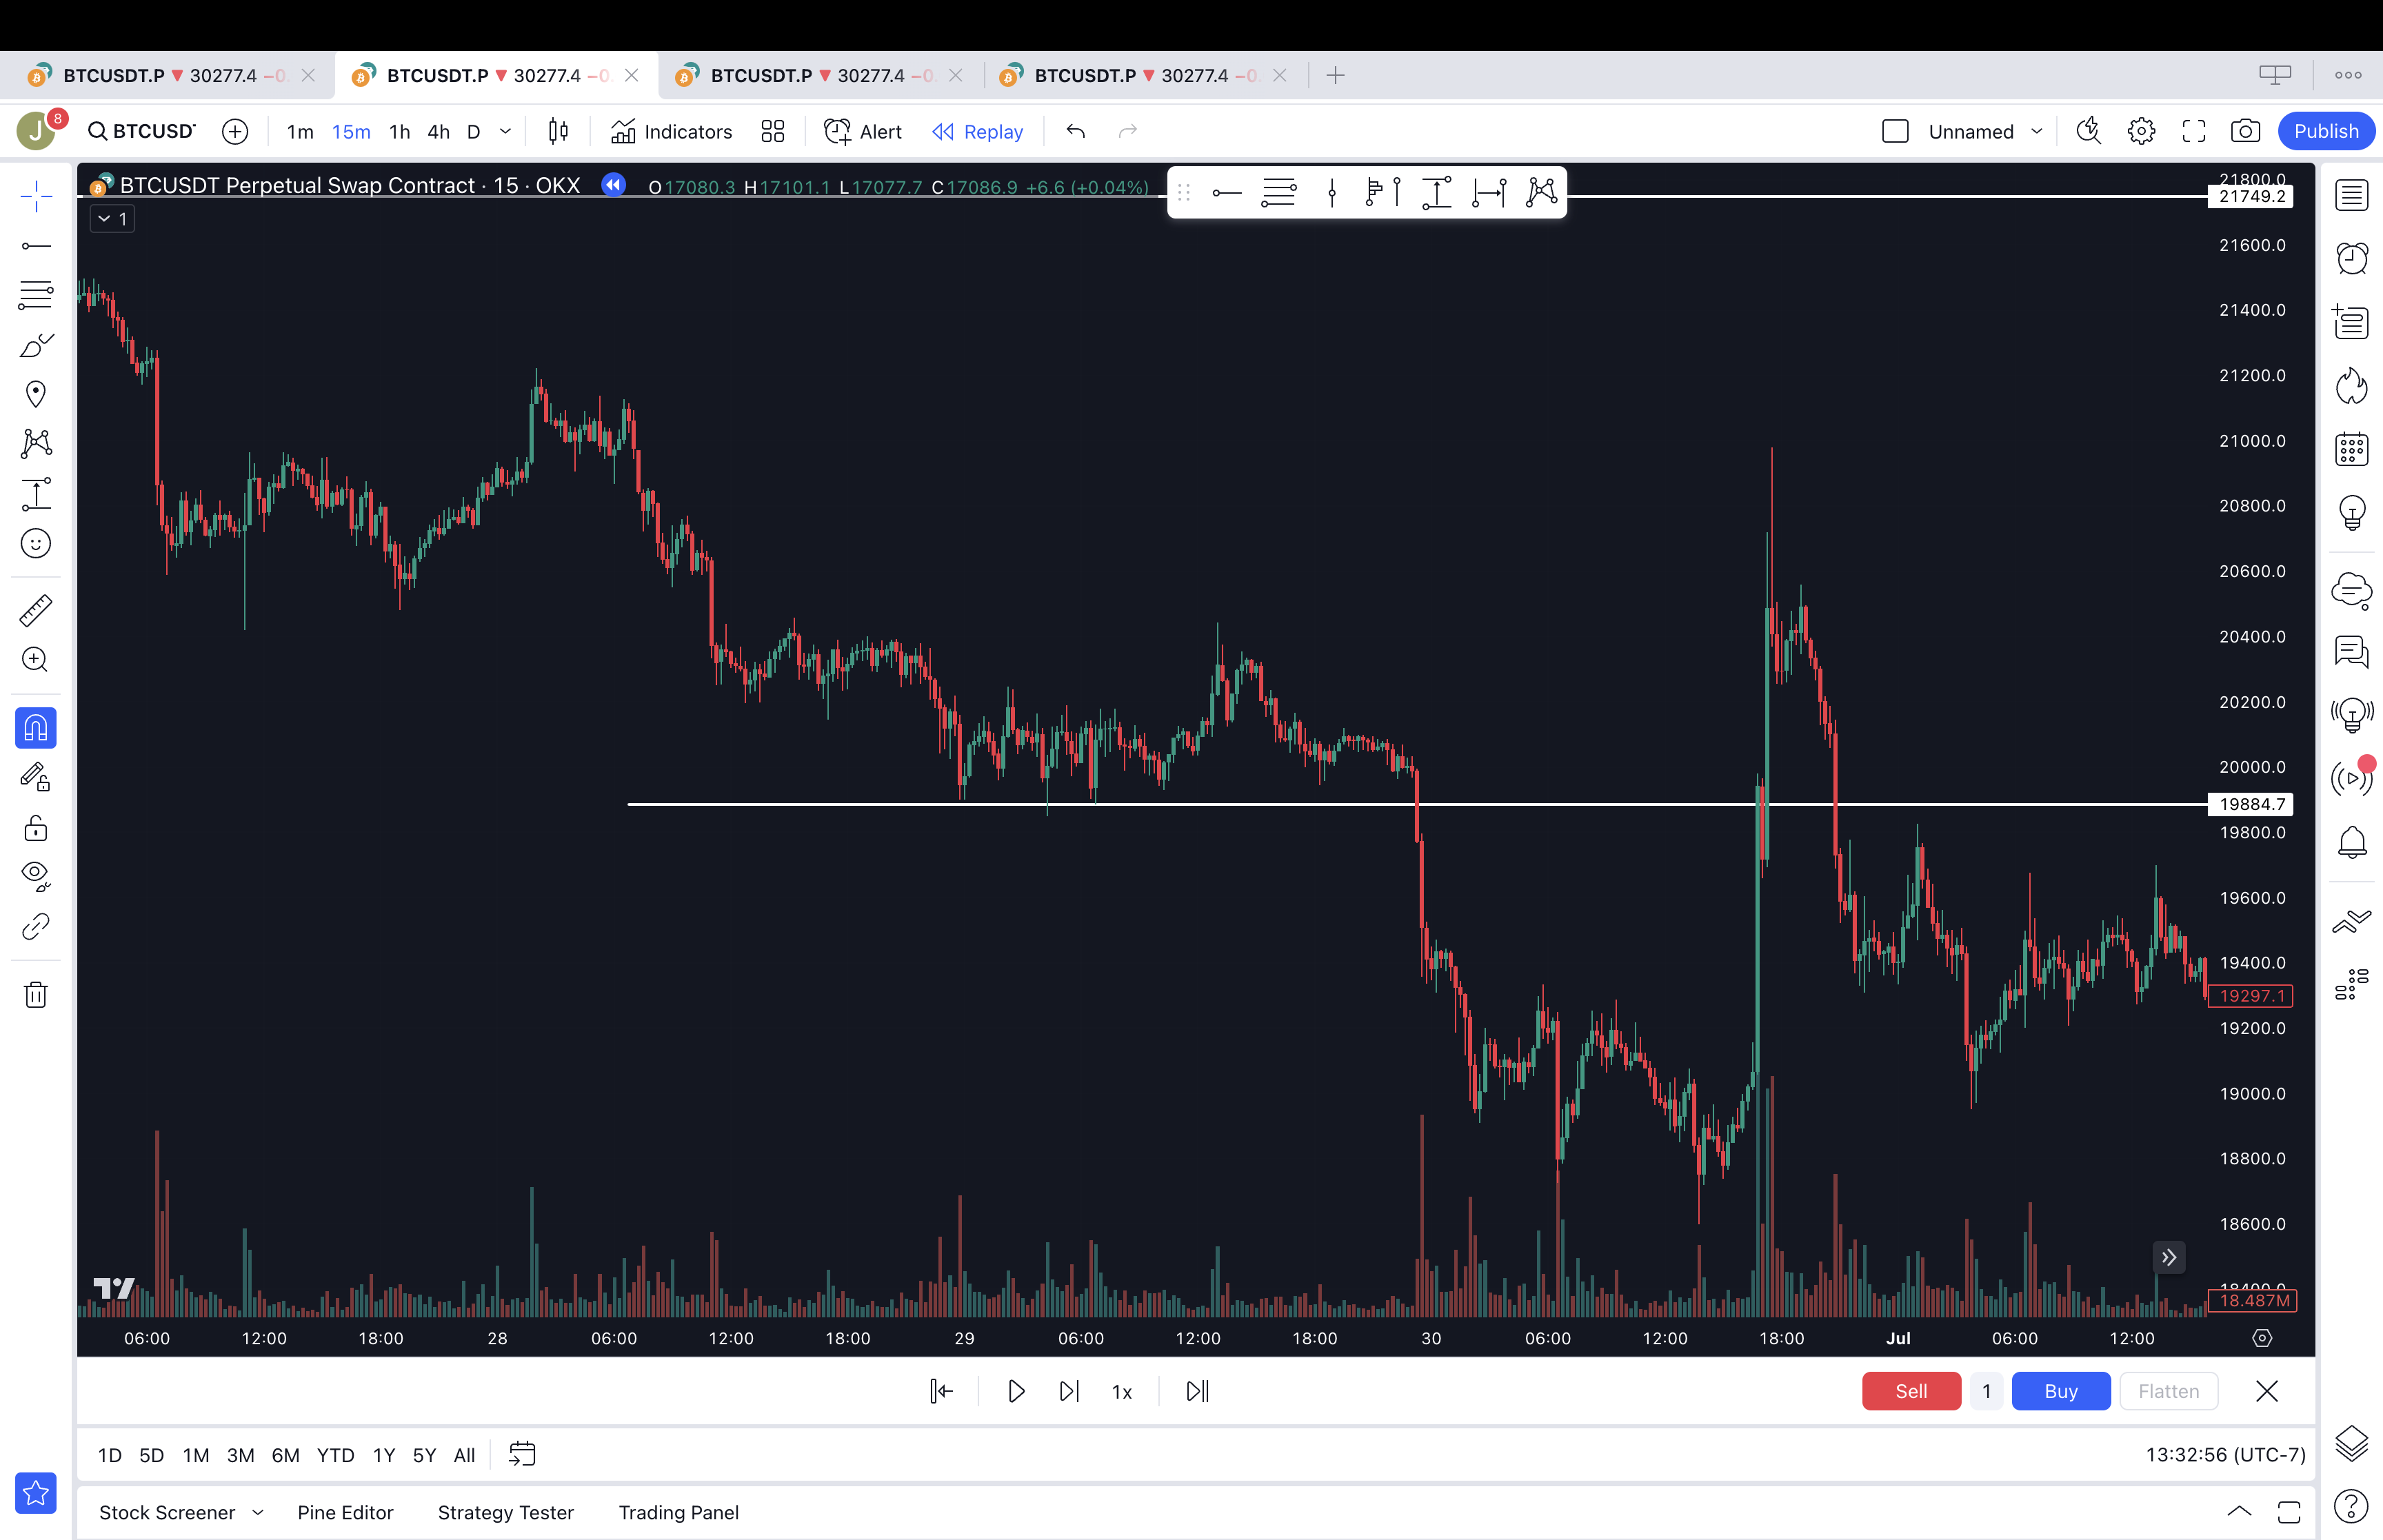 BTCUSDT.P ▼ 30277.4 −0. BTCUSDT.P ▼ 30277.4 −0. BTCUSDT.P ▼ 30277.4 −0. BTCUSDT.P ▼ 30277.4 −0.
J 8 BTCUSD 1m 15m 1h 4h D Indicators Alert Replay Unnamed Publish
BTCUSDT Perpetual Swap Contract · 15 · OKX O17080.3 H17101.1 L17077.7 C17086.9 +6.6 (+0.04%)
1
21800.0
21749.2
21600.0
21400.0
21200.0
21000.0
20800.0
20600.0
20400.0
20200.0
20000.0
19884.7
19800.0
19600.0
19400.0
19297.1
19200.0
19000.0
18800.0
18600.0
18400.0
18.487M
06:00 12:00 18:00 28 06:00 12:00 18:00 29 06:00 12:00 18:00 30 06:00 12:00 18:00 Jul 06:00 12:00
1x Sell 1 Buy Flatten
1D 5D 1M 3M 6M YTD 1Y 5Y All 13:32:56 (UTC-7)
Stock Screener Pine Editor Strategy Tester Trading Panel